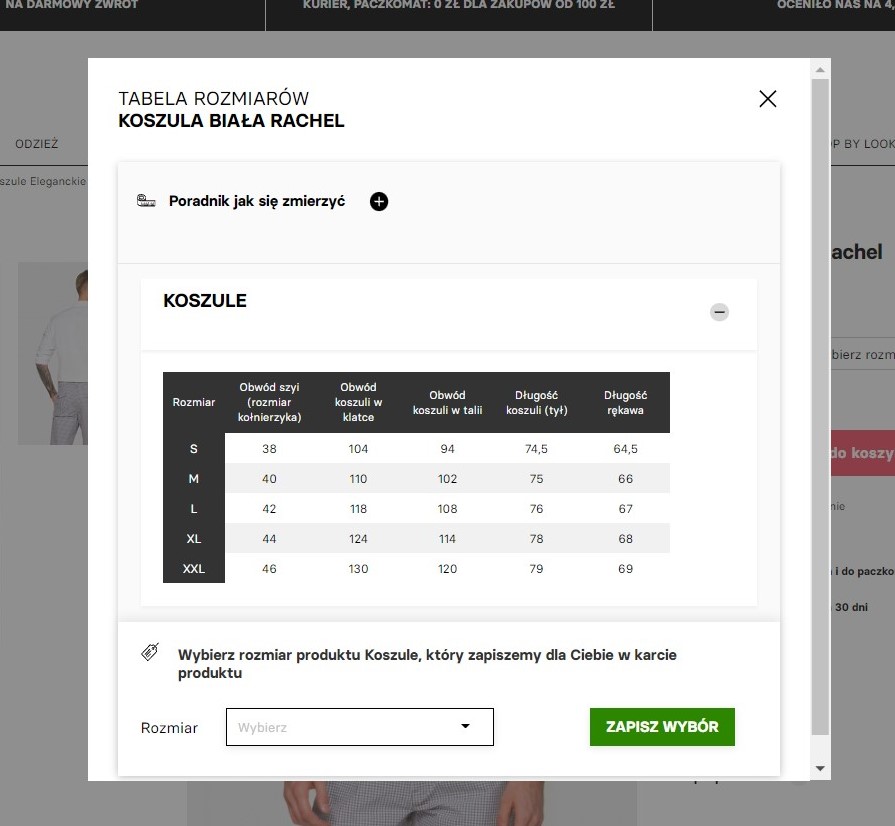 NA DARMOWY ZWROT
KURIER, PACZKOMAT: 0 ZŁ DLA ZAKUPÓW OD 100 ZŁ
OCENIŁO NAS NA 4,
TABELA ROZMIARÓW
KOSZULA BIAŁA RACHEL
ODZIEŻ
P BY LOOK
szule Eleganckie
Poradnik jak się zmierzyć
achel
KOSZULE
bierz rozm
Rozmiar
Obwód szyi
(rozmiar
kołnierzyka)
Obwód
koszuli w
klatce
Obwód
koszuli w talii
Długość
koszuli (tył)
Długość
rękawa
S 38 104 94 74,5 64,5
do koszy
M 40 110 102 75 66
L 42 118 108 76 67
nie
XL 44 124 114 78 68
XXL 46 130 120 79 69
i do paczko
30 dni
Wybierz rozmiar produktu Koszule, który zapiszemy dla Ciebie w karcie
produktu
Rozmiar
Wybierz
ZAPISZ WYBÓR